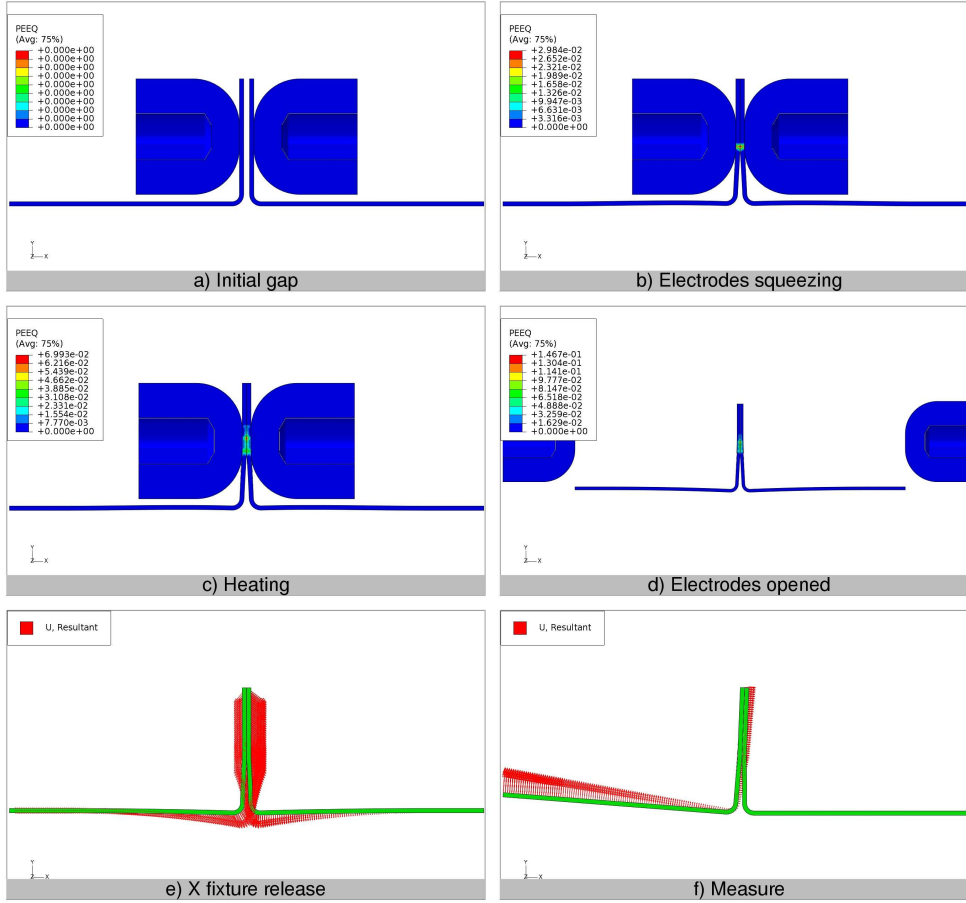 PEEQ
(Avg: 75%)
+0.000e+00
+0.000e+00
+0.000e+00
+0.000e+00
+0.000e+00
+0.000e+00
+0.000e+00
+0.000e+00
+0.000e+00
+0.000e+00
Y
Z X
a) Initial gap
PEEQ
(Avg: 75%)
+2.984e-02
+2.652e-02
+2.321e-02
+1.989e-02
+1.658e-02
+1.326e-02
+9.947e-03
+6.631e-03
+3.316e-03
+0.000e+00
Y
Z X
b) Electrodes squeezing
PEEQ
(Avg: 75%)
+6.993e-02
+6.216e-02
+5.439e-02
+4.662e-02
+3.885e-02
+3.108e-02
+2.331e-02
+1.554e-02
+7.770e-03
+0.000e+00
Y
Z X
c) Heating
PEEQ
(Avg: 75%)
+1.467e-01
+1.304e-01
+1.141e-01
+9.777e-02
+8.147e-02
+6.518e-02
+4.888e-02
+3.259e-02
+1.629e-02
+0.000e+00
Y
Z X
d) Electrodes opened
U, Resultant
Y
Z X
e) X fixture release
U, Resultant
Y
Z X
f) Measure